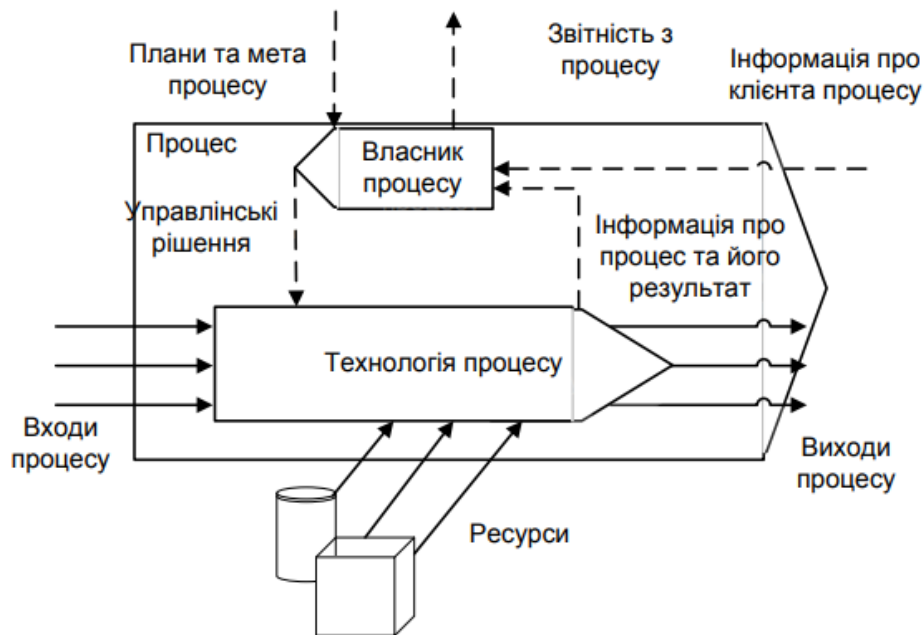 Плани та мета
процесу
Звітність з
процесу
Інформація про
клієнта процесу
Процес
Власник
процесу
Управлінські
рішення
Інформація про
процес та його
результат
Технологія процесу
Входи
процесу
Виходи
процесу
Ресурси